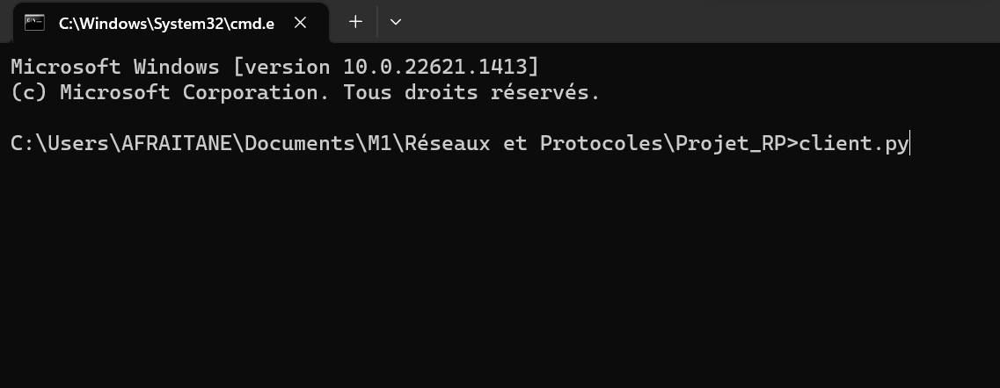 C:\Windows\System32\cmd.e
Microsoft Windows [version 10.0.22621.1413]
(c) Microsoft Corporation. Tous droits réservés.
C:\Users\AFRAITANE\Documents\M1\Réseaux et Protocoles\Projet_RP>client.py